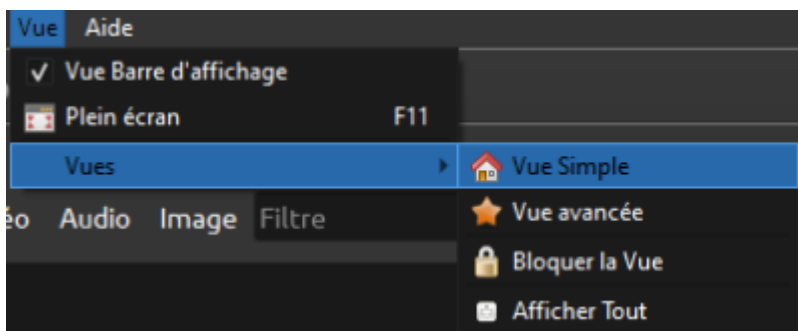 Vue Aide
Vue Barre d'affichage
Plein écran F11
Vues
Vue Simple
éo Audio Image Filtre
Vue avancée
Bloquer la Vue
Afficher Tout